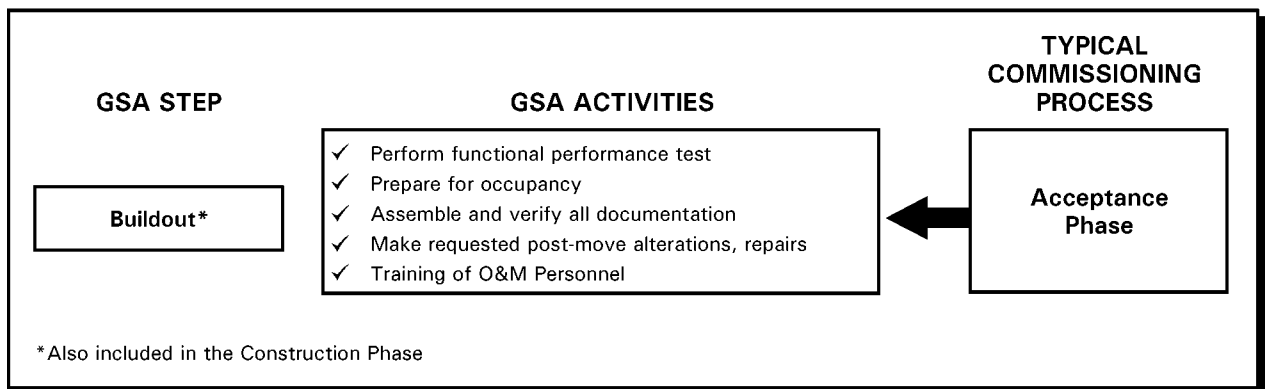 GSA STEP
GSA ACTIVITIES
TYPICAL
COMMISSIONING
PROCESS
Buildout*
✓ Perform functional performance test
✓ Prepare for occupancy
✓ Assemble and verify all documentation
✓ Make requested post-move alterations, repairs
✓ Training of O&M Personnel
Acceptance
Phase
*Also included in the Construction Phase